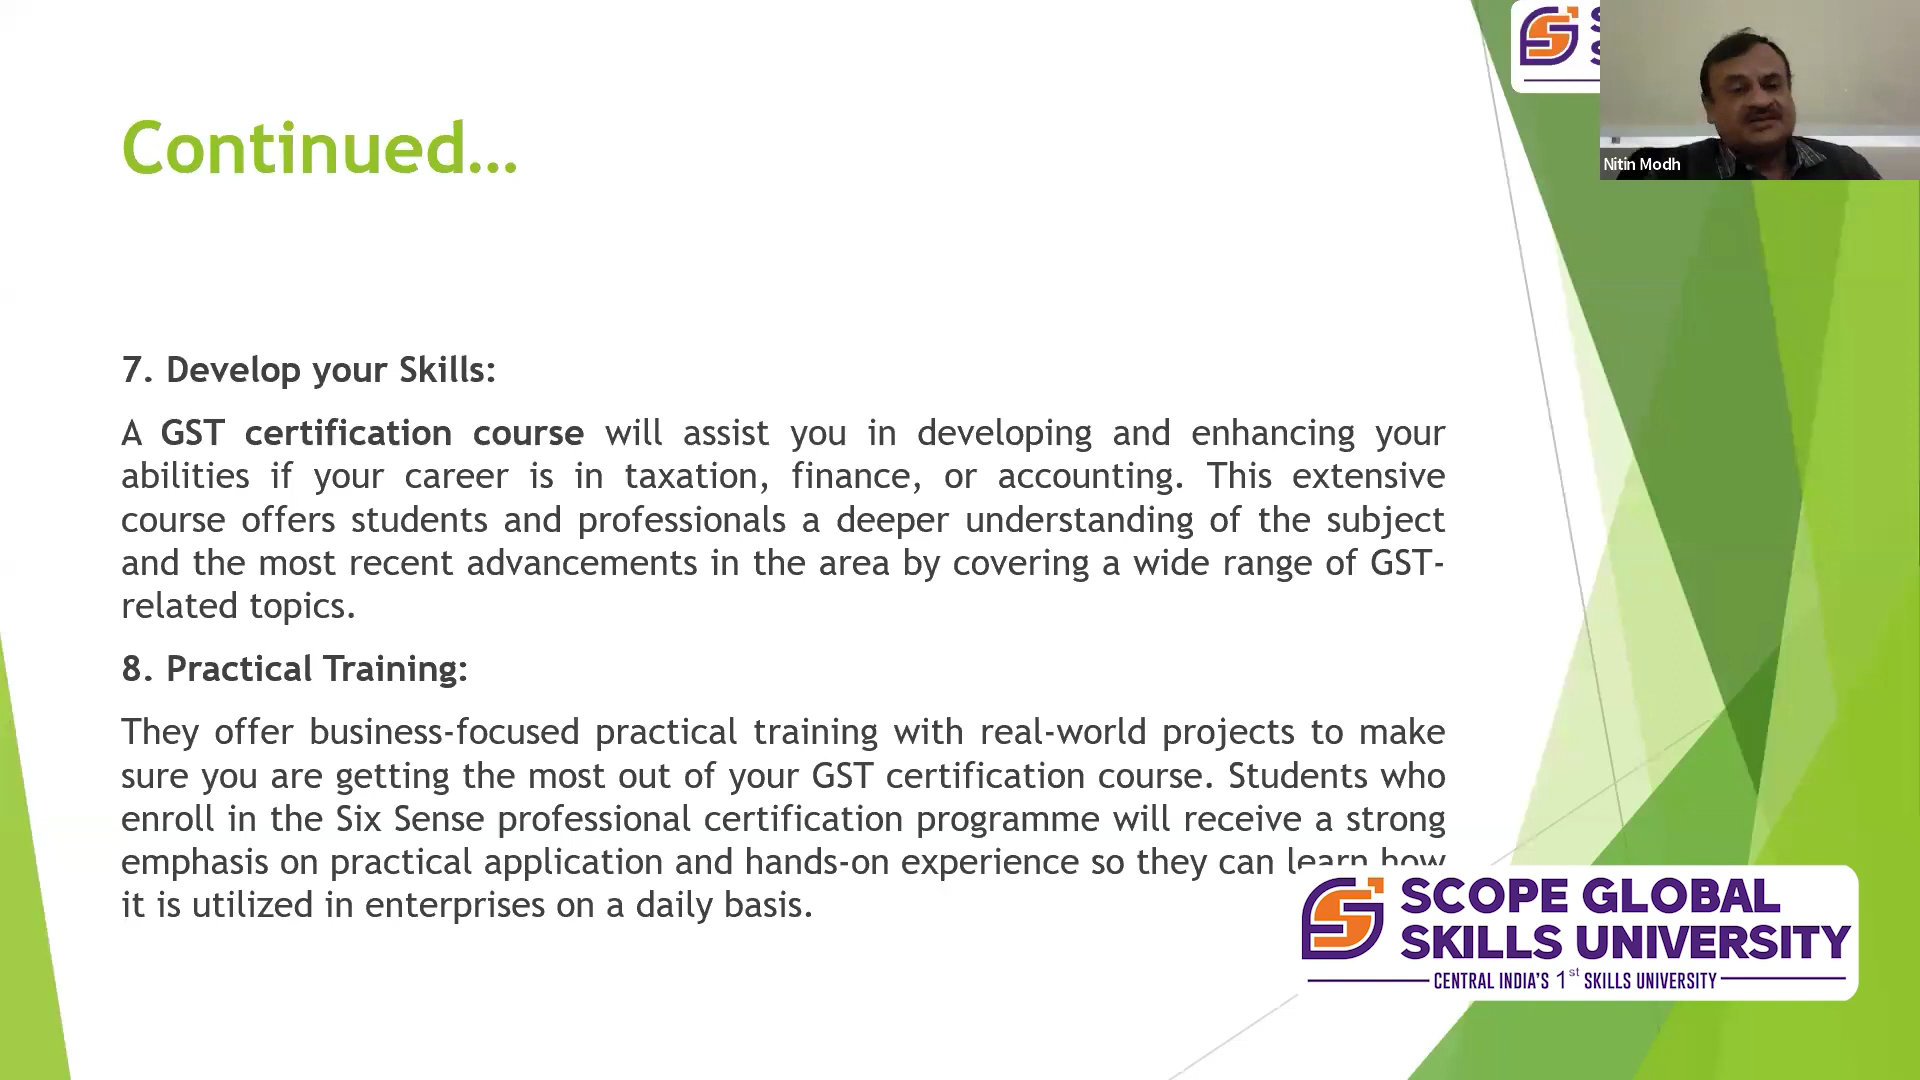 Continued...
Nitin Modh
7. Develop your Skills:
A GST certification course will assist you in developing and enhancing your
abilities if your career is in taxation, finance, or accounting. This extensive
course offers students and professionals a deeper understanding of the subject
and the most recent advancements in the area by covering a wide range of GST-
related topics.
8. Practical Training:
They offer business-focused practical training with real-world projects to make
sure you are getting the most out of your GST certification course. Students who
enroll in the Six Sense professional certification programme will receive a strong
emphasis on practical application and hands-on experience so they can learn how
it is utilized in enterprises on a daily basis.
SCOPE GLOBAL
SKILLS UNIVERSITY
CENTRAL INDIA'S 1st SKILLS UNIVERSITY